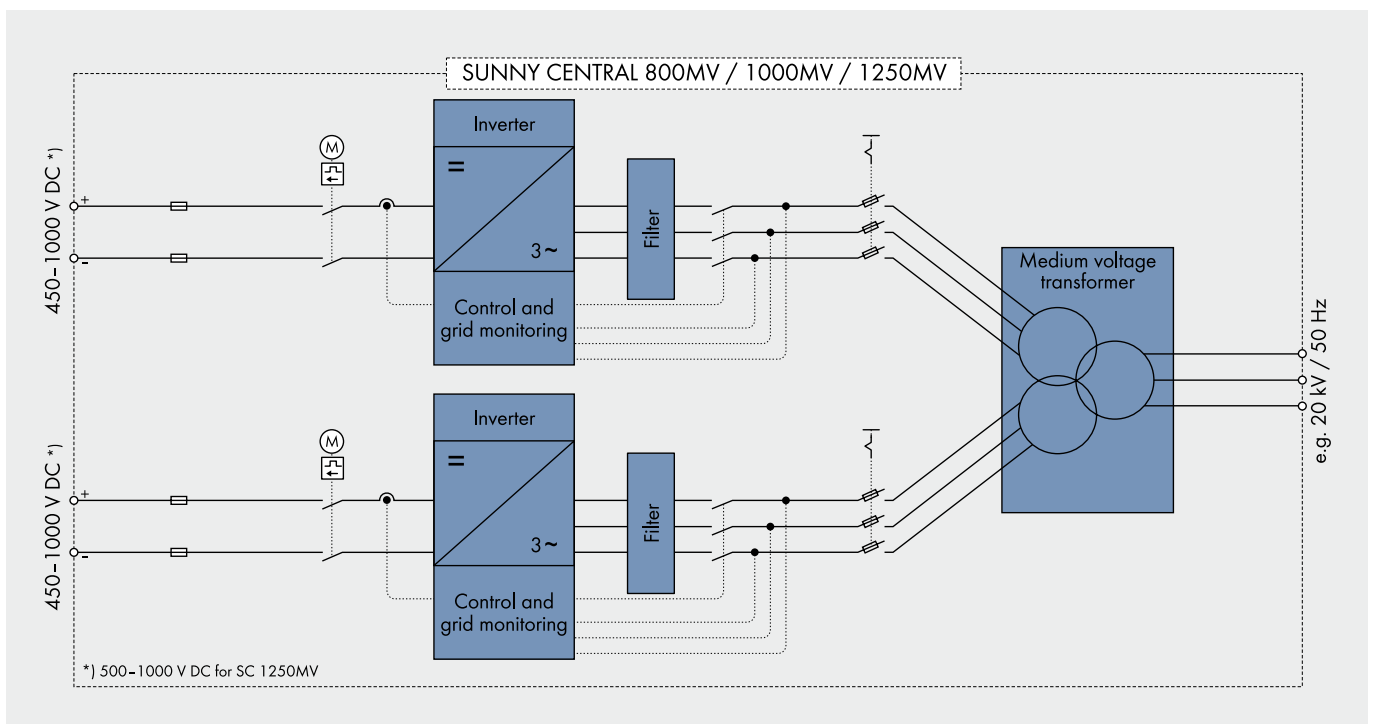 SUNNY CENTRAL 800MV / 1000MV / 1250MV
450–1000 V DC *)
+
-
M
Inverter
=
3~
Control and
grid monitoring
Filter
Medium voltage
transformer
e.g. 20 kV / 50 Hz
450–1000 V DC *)
+
-
M
Inverter
=
3~
Control and
grid monitoring
Filter
*) 500–1000 V DC for SC 1250MV